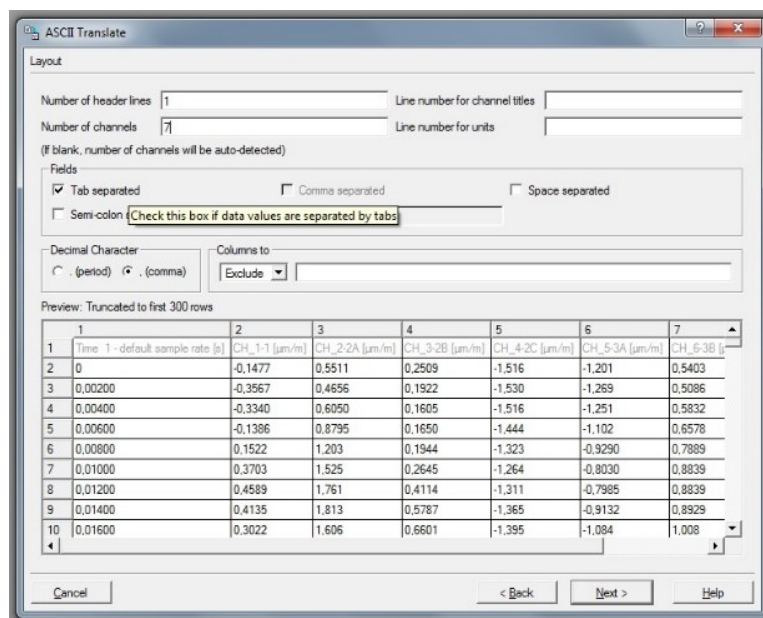 ASCII Translate
Layout
Number of header lines 1 Line number for channel titles
Number of channels 7 Line number for units
(If blank, number of channels will be auto-detected)
Fields
Tab separated Comma separated Space separated
Semi-colon Check this box if data values are separated by tabs
Decimal Character Columns to
. (period) , (comma) Exclude
Preview: Truncated to first 300 rows
1 2 3 4 5 6 7
1 Time 1 - default sample rate [s] CH_1-1 [µm/m] CH_2-2A [µm/m] CH_3-2B [µm/m] CH_4-2C [µm/m] CH_5-3A [µm/m] CH_6-3B
2 0 -0,1477 0,5511 0,2509 -1,516 -1,201 0,5403
3 0,00200 -0,3567 0,4656 0,1922 -1,530 -1,269 0,5086
4 0,00400 -0,3340 0,6050 0,1605 -1,516 -1,251 0,5832
5 0,00600 -0,1386 0,8795 0,1650 -1,444 -1,102 0,6578
6 0,00800 0,1522 1,203 0,1944 -1,323 -0,9290 0,7889
7 0,01000 0,3703 1,525 0,2645 -1,264 -0,8030 0,8839
8 0,01200 0,4589 1,761 0,4114 -1,311 -0,7985 0,8839
9 0,01400 0,4135 1,813 0,5787 -1,365 -0,9132 0,8929
10 0,01600 0,3022 1,606 0,6601 -1,395 -1,084 1,008
Cancel < Back Next > Help